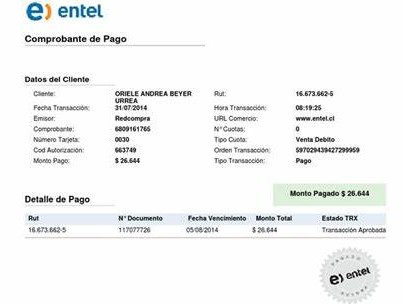 entel
Comprobante de Pago
Datos del Cliente
Cliente: ORIELE ANDREA BEYER URREA Rut: 16.673.662-5
Fecha Transacción: 31/07/2014 Hora Transacción: 08:19:25
Emisor: Redcompra URL Comercio: www.entel.cl
Comprobante: 6809161765 N° Cuotas: 0
Número Tarjeta: 0030 Tipo Cuota: Venta Debito
Cod Autorización: 663749 Orden Transacción: 597029439427299959
Monto Pago: $ 26.644 Tipo Transacción: Pago
Monto Pagado $ 26.644
Detalle de Pago
Rut N° Documento Fecha Vencimiento Monto Total Estado TRX
16.673.662-5 117077726 05/08/2014 $ 26.644 Transacción Aprobada
PAGADO
entel
PAGADO